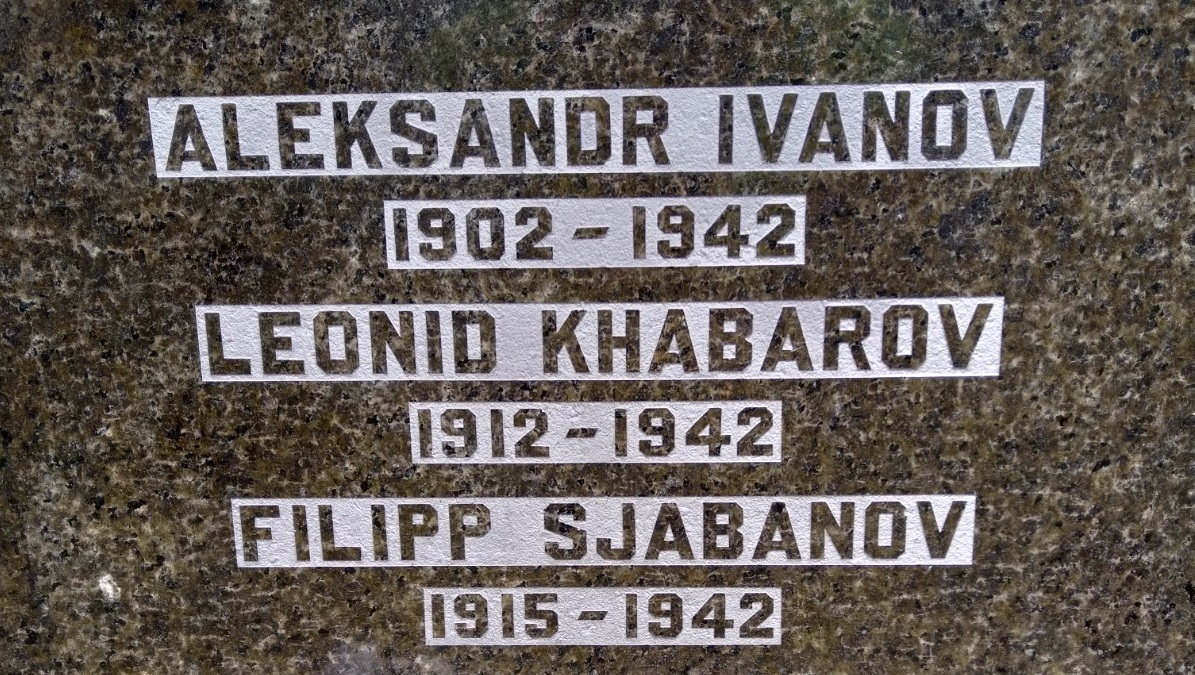 ALEKSANDR IVANOV
1902 - 1942
LEONID KHABAROV
1912 - 1942
FILIPP SJABANOV
1915 - 1942